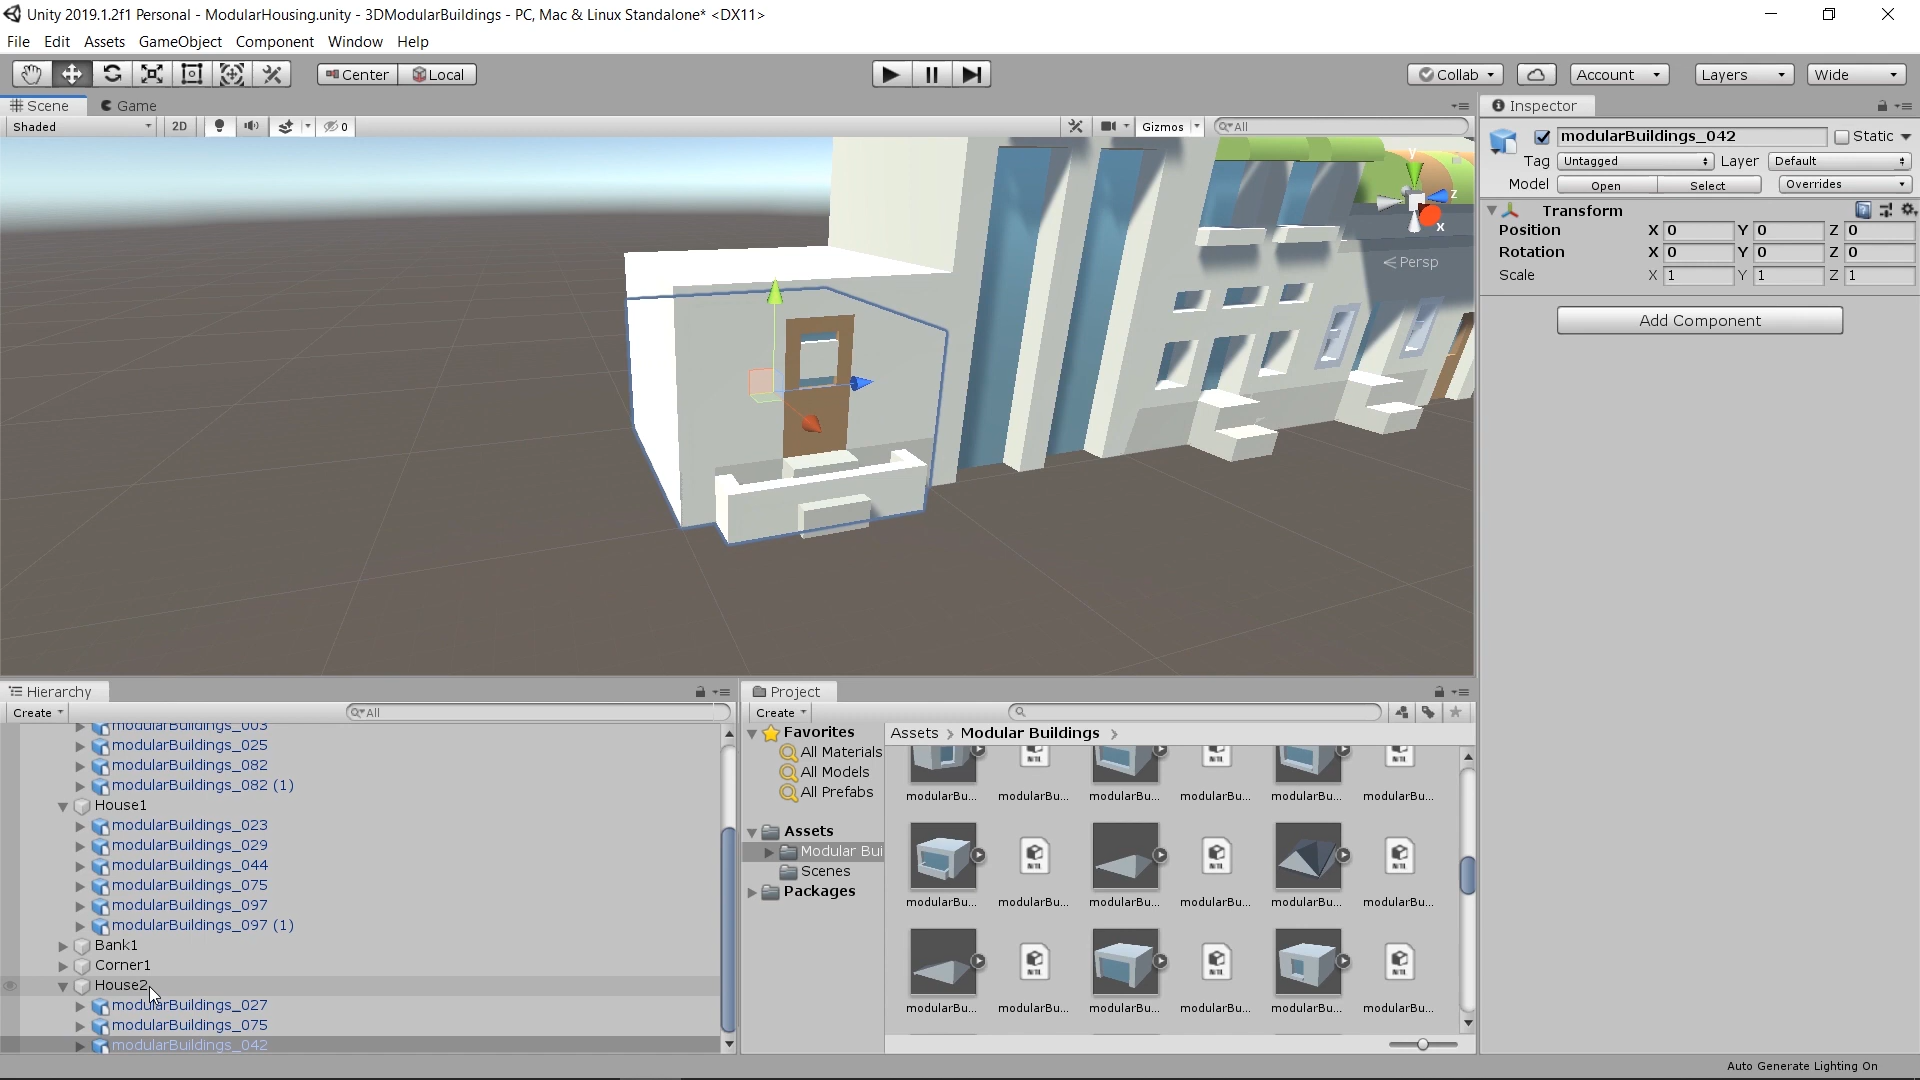 Unity 2019.1.2f1 Personal - ModularHousing.unity - 3DModularBuildings - PC, Mac & Linux Standalone* <DX11>
File Edit Assets GameObject Component Window Help
Center Local Collab Account Layers Wide
Scene Game
Shaded 2D 0 Gizmos All
y
z
x
Persp
Inspector
modularBuildings_042 Static
Tag Untagged Layer Default
Model Open Select Overrides
Transform
Position X 0 Y 0 Z 0
Rotation X 0 Y 0 Z 0
Scale X 1 Y 1 Z 1
Add Component
Hierarchy
Create All
modularBuildings_003
modularBuildings_025
modularBuildings_082
modularBuildings_082 (1)
House1
modularBuildings_023
modularBuildings_029
modularBuildings_044
modularBuildings_075
modularBuildings_097
modularBuildings_097 (1)
Bank1
Corner1
House2
modularBuildings_027
modularBuildings_075
modularBuildings_042
Project
Create
Favorites
All Materials
All Models
All Prefabs
Assets
Modular Bui
Scenes
Packages
Assets Modular Buildings
modularBu... modularBu... modularBu... modularBu... modularBu... modularBu...
modularBu... modularBu... modularBu... modularBu... modularBu... modularBu...
modularBu... modularBu... modularBu... modularBu... modularBu... modularBu...
Auto Generate Lighting On